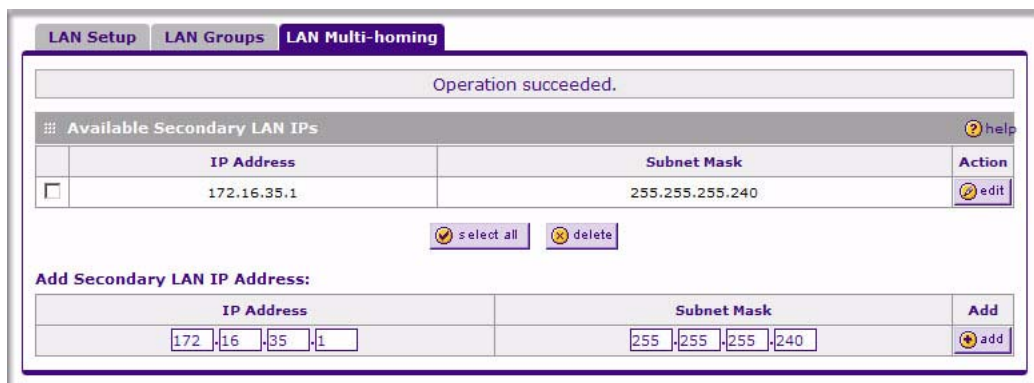 LAN Setup LAN Groups LAN Multi-homing
Operation succeeded.
Available Secondary LAN IPs help
IP Address Subnet Mask Action
172.16.35.1 255.255.255.240 edit
select all delete
Add Secondary LAN IP Address:
IP Address Subnet Mask Add
172 .16 .35 .1 255 .255 .255 .240 add